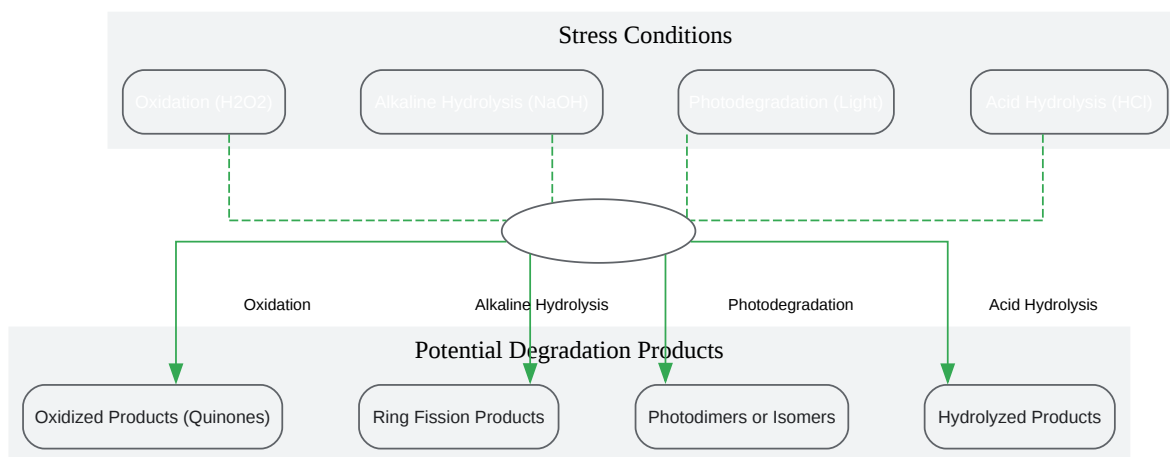 Stress Conditions
Oxidation (H2O2)
Alkaline Hydrolysis (NaOH)
Photodegradation (Light)
Acid Hydrolysis (HCl)
Oxidation
Alkaline Hydrolysis
Photodegradation
Acid Hydrolysis
Potential Degradation Products
Oxidized Products (Quinones)
Ring Fission Products
Photodimers or Isomers
Hydrolyzed Products